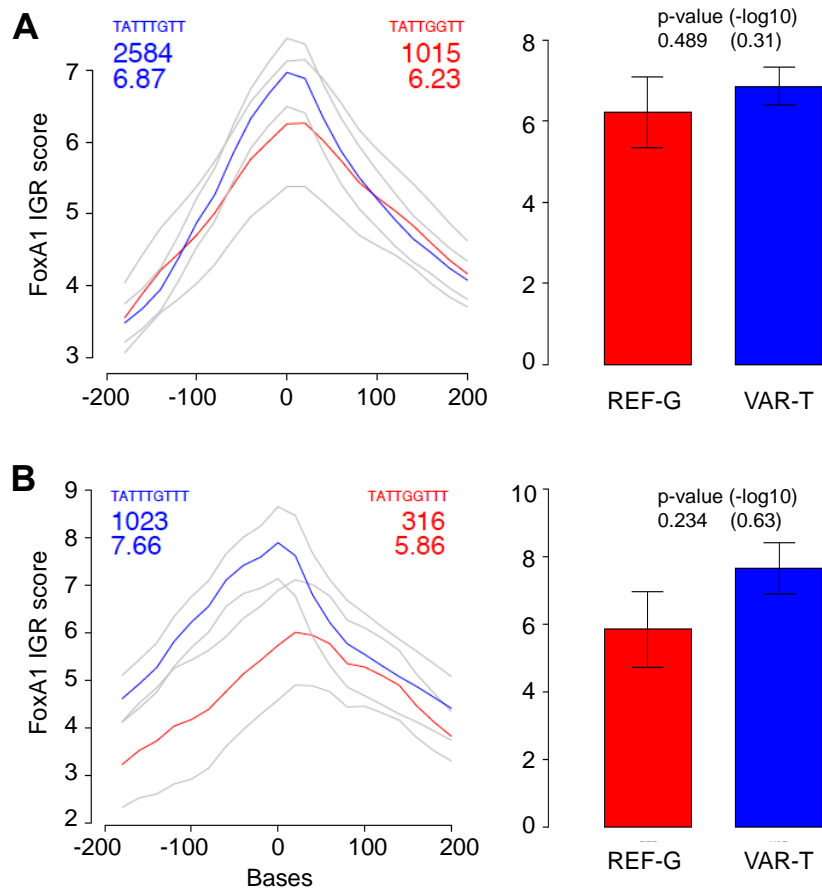 A
TATTTGTT
2584
6.87
TATTGGTT
1015
6.23
FoxA1 IGR score
7
6
5
4
3
-200 -100 0 100 200
p-value (-log10)
0.489 (0.31)
8
6
4
2
0
REF-G VAR-T
B
TATTTGTTT
1023
7.66
TATTGGTTT
316
5.86
FoxA1 IGR score
9
8
7
6
5
4
3
2
-200 -100 0 100 200
Bases
p-value (-log10)
0.234 (0.63)
10
8
6
4
2
0
REF-G VAR-T